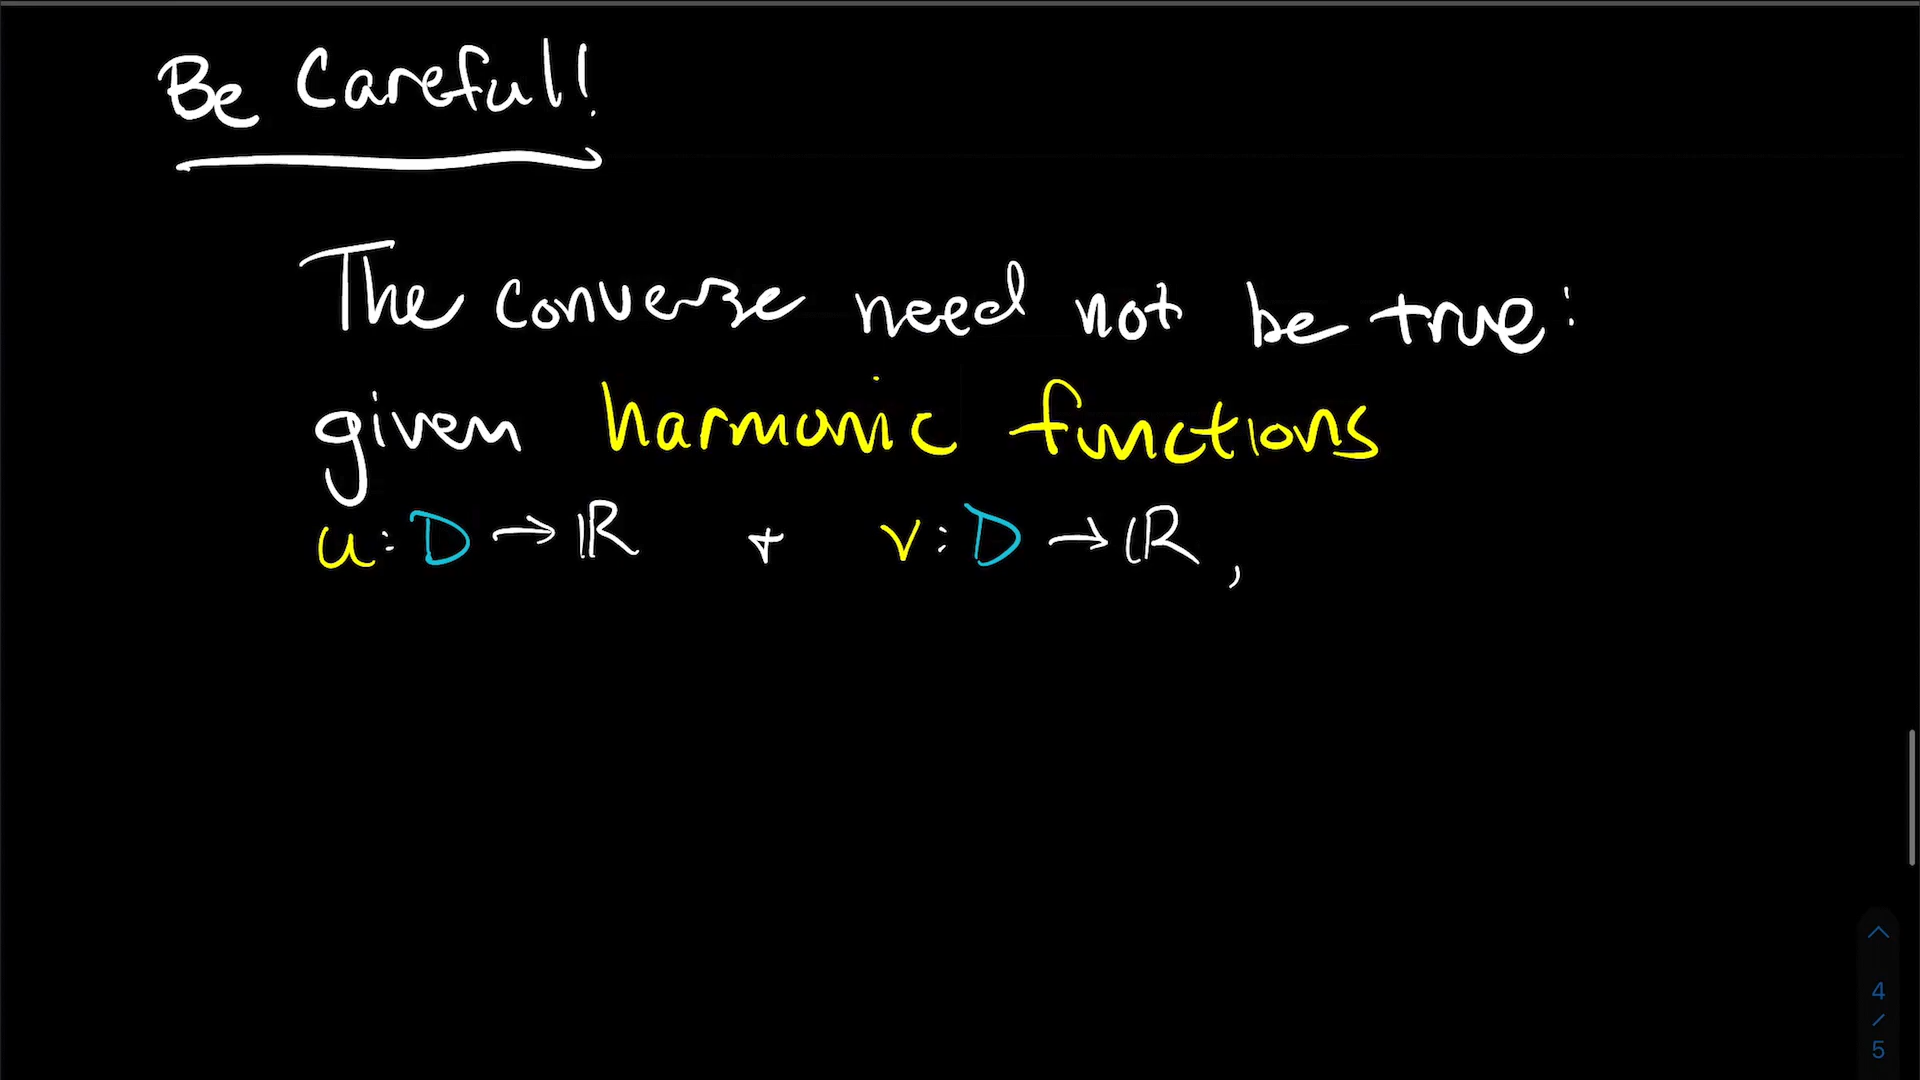 Be Careful!
The converse need not be true:
given harmonic functions
u: D → ℝ + v: D → ℝ,
4
/
5